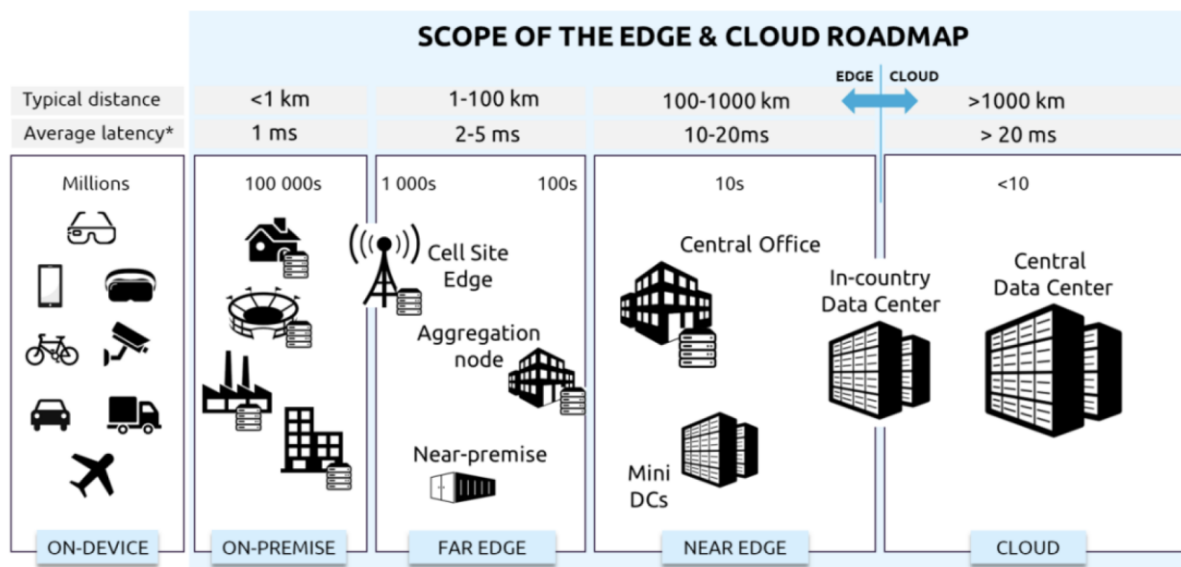 SCOPE OF THE EDGE & CLOUD ROADMAP
EDGE CLOUD
Typical distance <1 km 1-100 km 100-1000 km >1000 km
Average latency* 1 ms 2-5 ms 10-20ms > 20 ms
Millions 100 000s 1 000s 100s 10s <10
Cell Site
Edge
Aggregation
node
Near-premise
Central Office
Mini
DCs
In-country
Data Center
Central
Data Center
ON-DEVICE ON-PREMISE FAR EDGE NEAR EDGE CLOUD